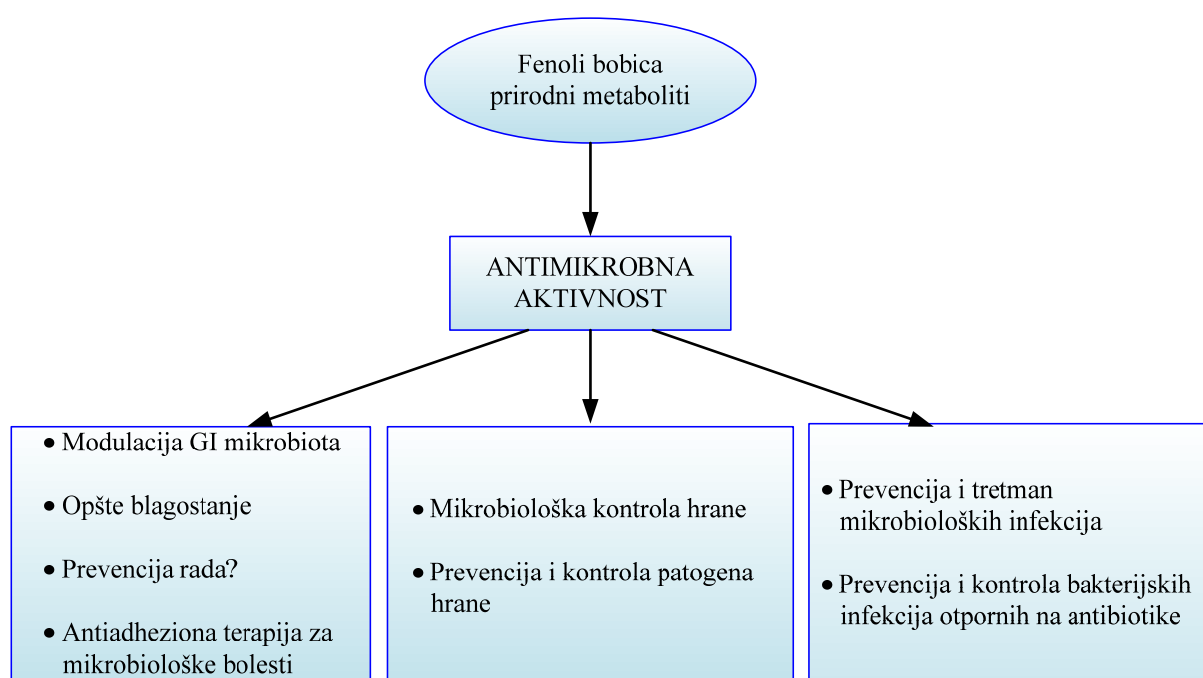 Fenoli bobica
prirodni metaboliti
ANTIMIKROBNA
AKTIVNOST
• Modulacija GI mikrobiota
• Opšte blagostanje
• Prevencija rada?
• Antiadheziona terapija za
mikrobiološke bolesti
• Mikrobiološka kontrola hrane
• Prevencija i kontrola patogena
hrane
• Prevencija i tretman
mikrobioloških infekcija
• Prevencija i kontrola bakterijskih
infekcija otpornih na antibiotike